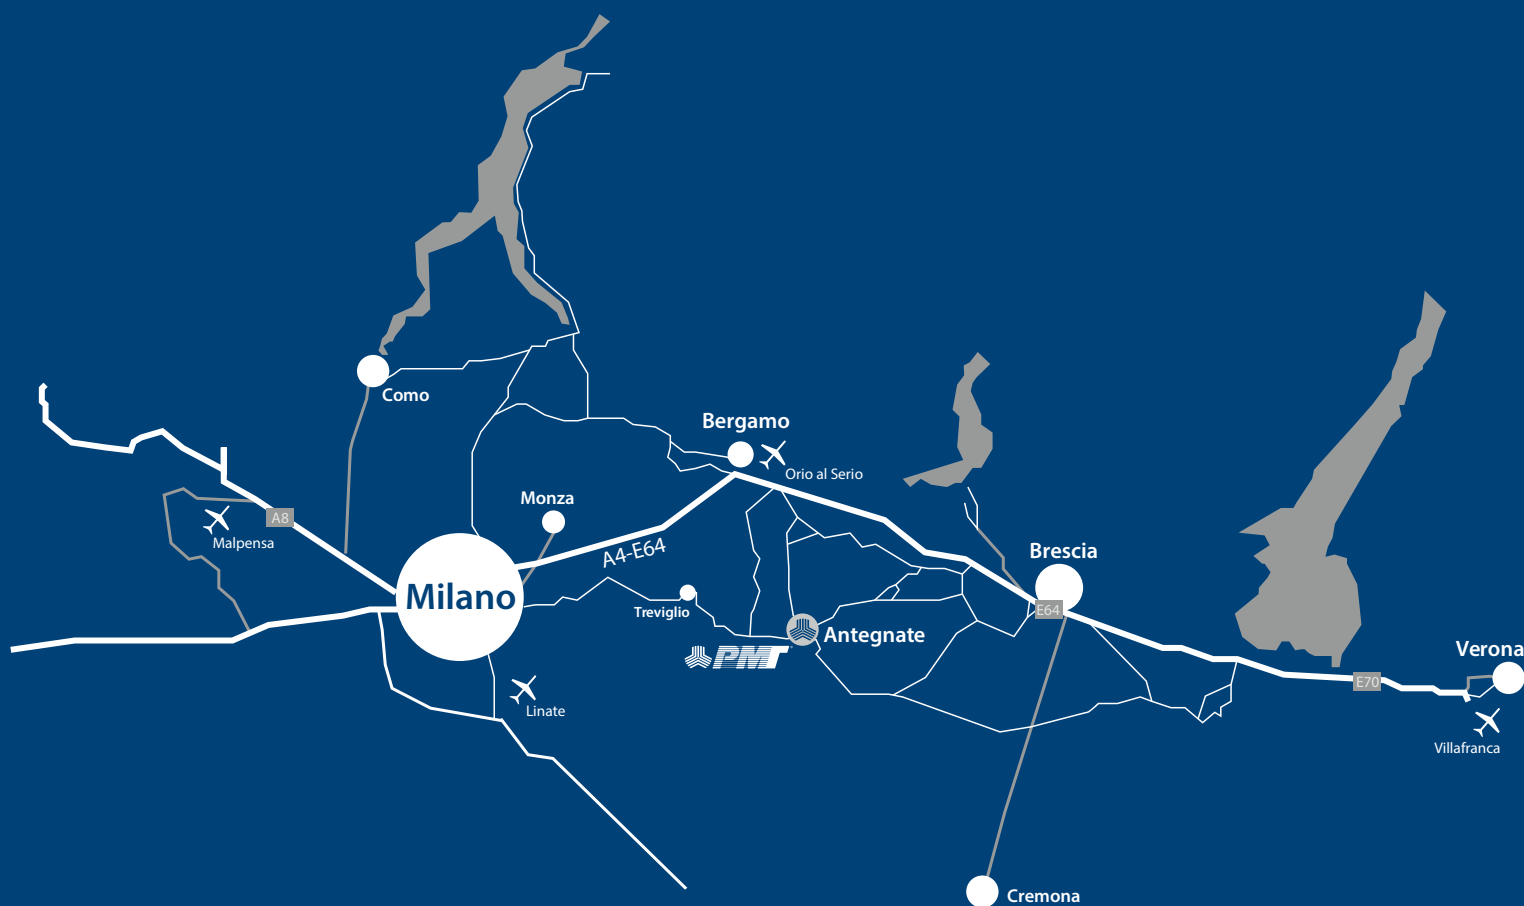 Como
Bergamo
Orio al Serio
Monza
A8
Malpensa
A4-E64
Brescia
Milano
Treviglio
E64
Antegnate
PMT
Verona
E70
Linate
Villafranca
Cremona